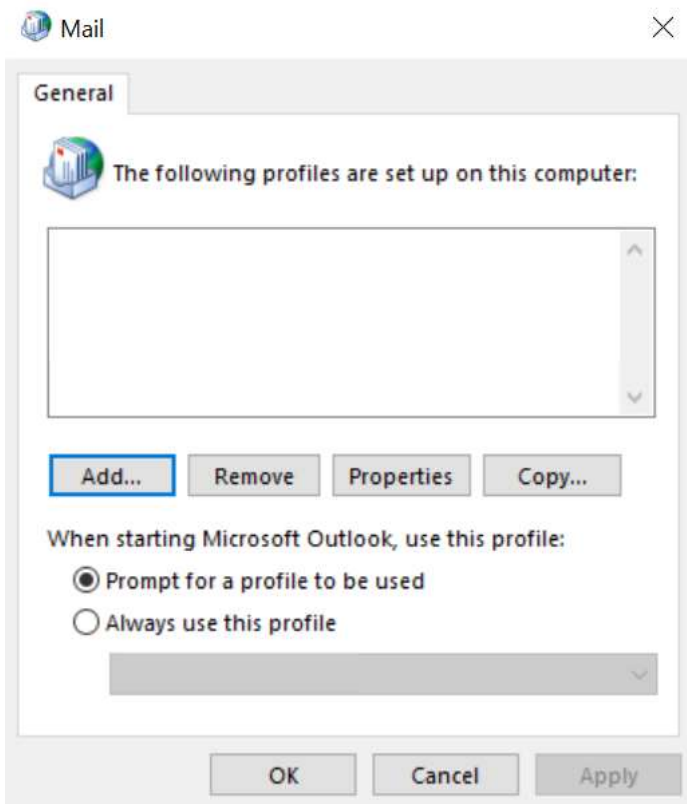 Mail
General
The following profiles are set up on this computer:
Add... Remove Properties Copy...
When starting Microsoft Outlook, use this profile:
Prompt for a profile to be used
Always use this profile
OK Cancel Apply